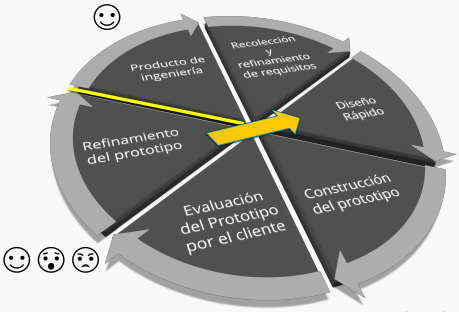 Recolección
y
refinamiento
de requisitos
Diseño
Rápido
Construcción
del prototipo
Evaluación
del Prototipo
por el cliente
Refinamiento
del prototipo
Producto de
ingeniería